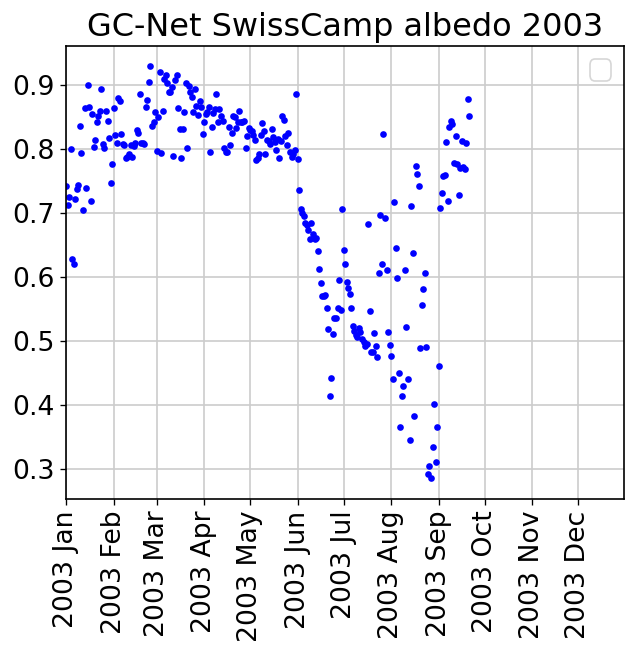 GC-Net SwissCamp albedo 2003
0.9
0.8
0.7
0.6
0.5
0.4
0.3
2003 Jan
2003 Feb
2003 Mar
2003 Apr
2003 May
2003 Jun
2003 Jul
2003 Aug
2003 Sep
2003 Oct
2003 Nov
2003 Dec